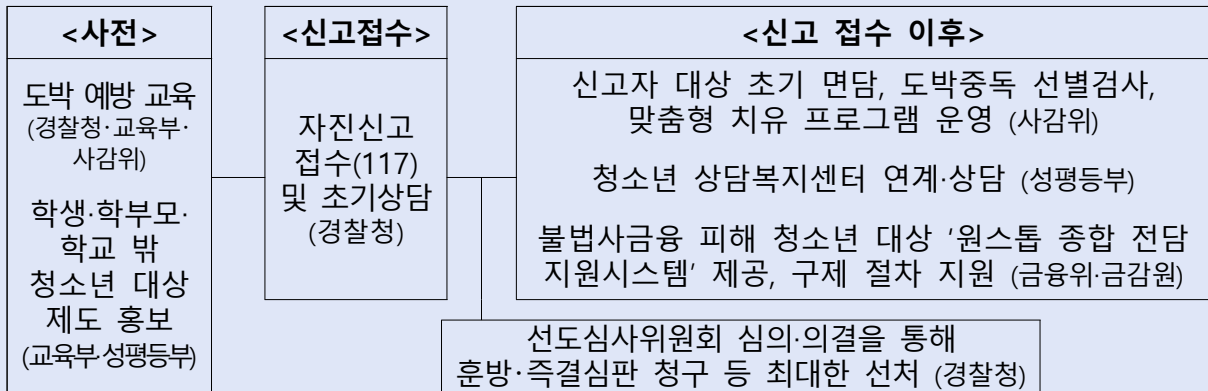 <사전>
도박 예방 교육
(경찰청·교육부·
사감위)
학생·학부모·
학교 밖
청소년 대상
제도 홍보
(교육부·성평등부)
<신고접수>
자진신고
접수(117)
및 초기상담
(경찰청)
<신고 접수 이후>
신고자 대상 초기 면담, 도박중독 선별검사,
맞춤형 치유 프로그램 운영 (사감위)
청소년 상담복지센터 연계·상담 (성평등부)
불법사금융 피해 청소년 대상 '원스톱 종합 전담
지원시스템' 제공, 구제 절차 지원 (금융위·금감원)
선도심사위원회 심의·의결을 통해
훈방·즉결심판 청구 등 최대한 선처 (경찰청)